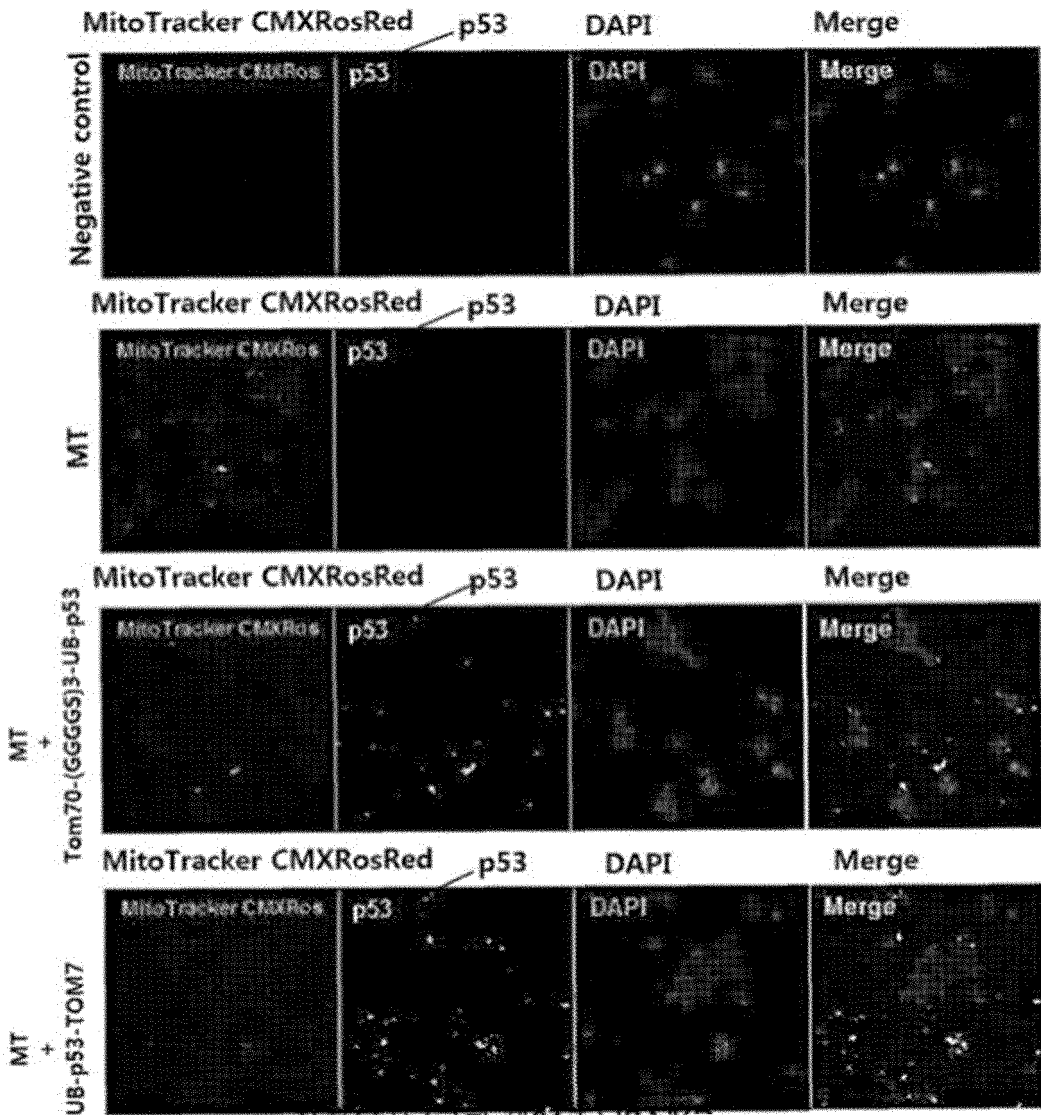 MitoTracker CMXRosRed p53 DAPI Merge
Negative control
MitoTracker CMXRos p53 DAPI Merge
MitoTracker CMXRosRed p53 DAPI Merge
MT
MitoTracker CMXRos p53 DAPI Merge
MitoTracker CMXRosRed p53 DAPI Merge
MT
+
Tom70-(GGGGS)3-UB-p53
MitoTracker CMXRos p53 DAPI Merge
MitoTracker CMXRosRed p53 DAPI Merge
MT
+
UB-p53-TOM7
MitoTracker CMXRos p53 DAPI Merge